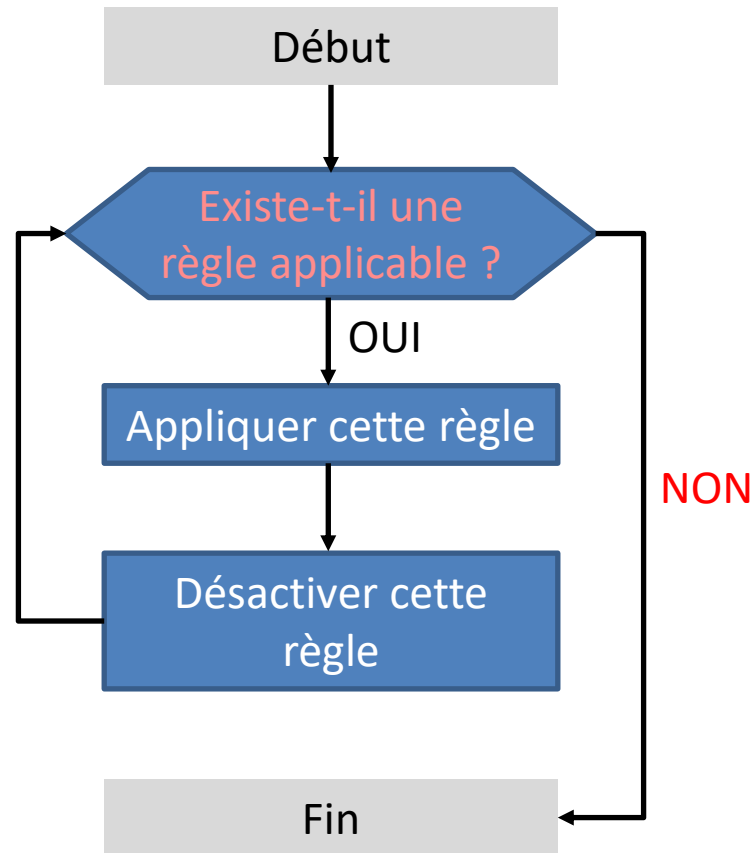 Début
Existe-t-il une
règle applicable ?
OUI
Appliquer cette règle
NON
Désactiver cette
règle
Fin